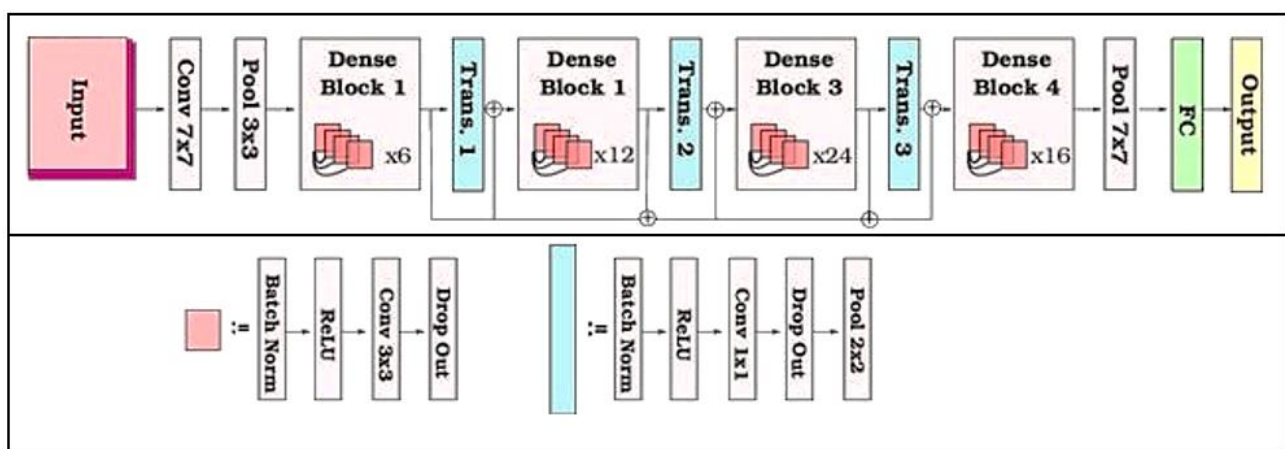 Input
Conv 7x7
Pool 3x3
Dense
Block 1
x6
Trans. 1
Dense
Block 1
x12
Trans. 2
Dense
Block 3
x24
Trans. 3
Dense
Block 4
x16
Pool 7x7
FC
Output
:=
Batch Norm
ReLU
Conv 3x3
Drop Out
:=
Batch Norm
ReLU
Conv 1x1
Drop Out
Pool 2x2